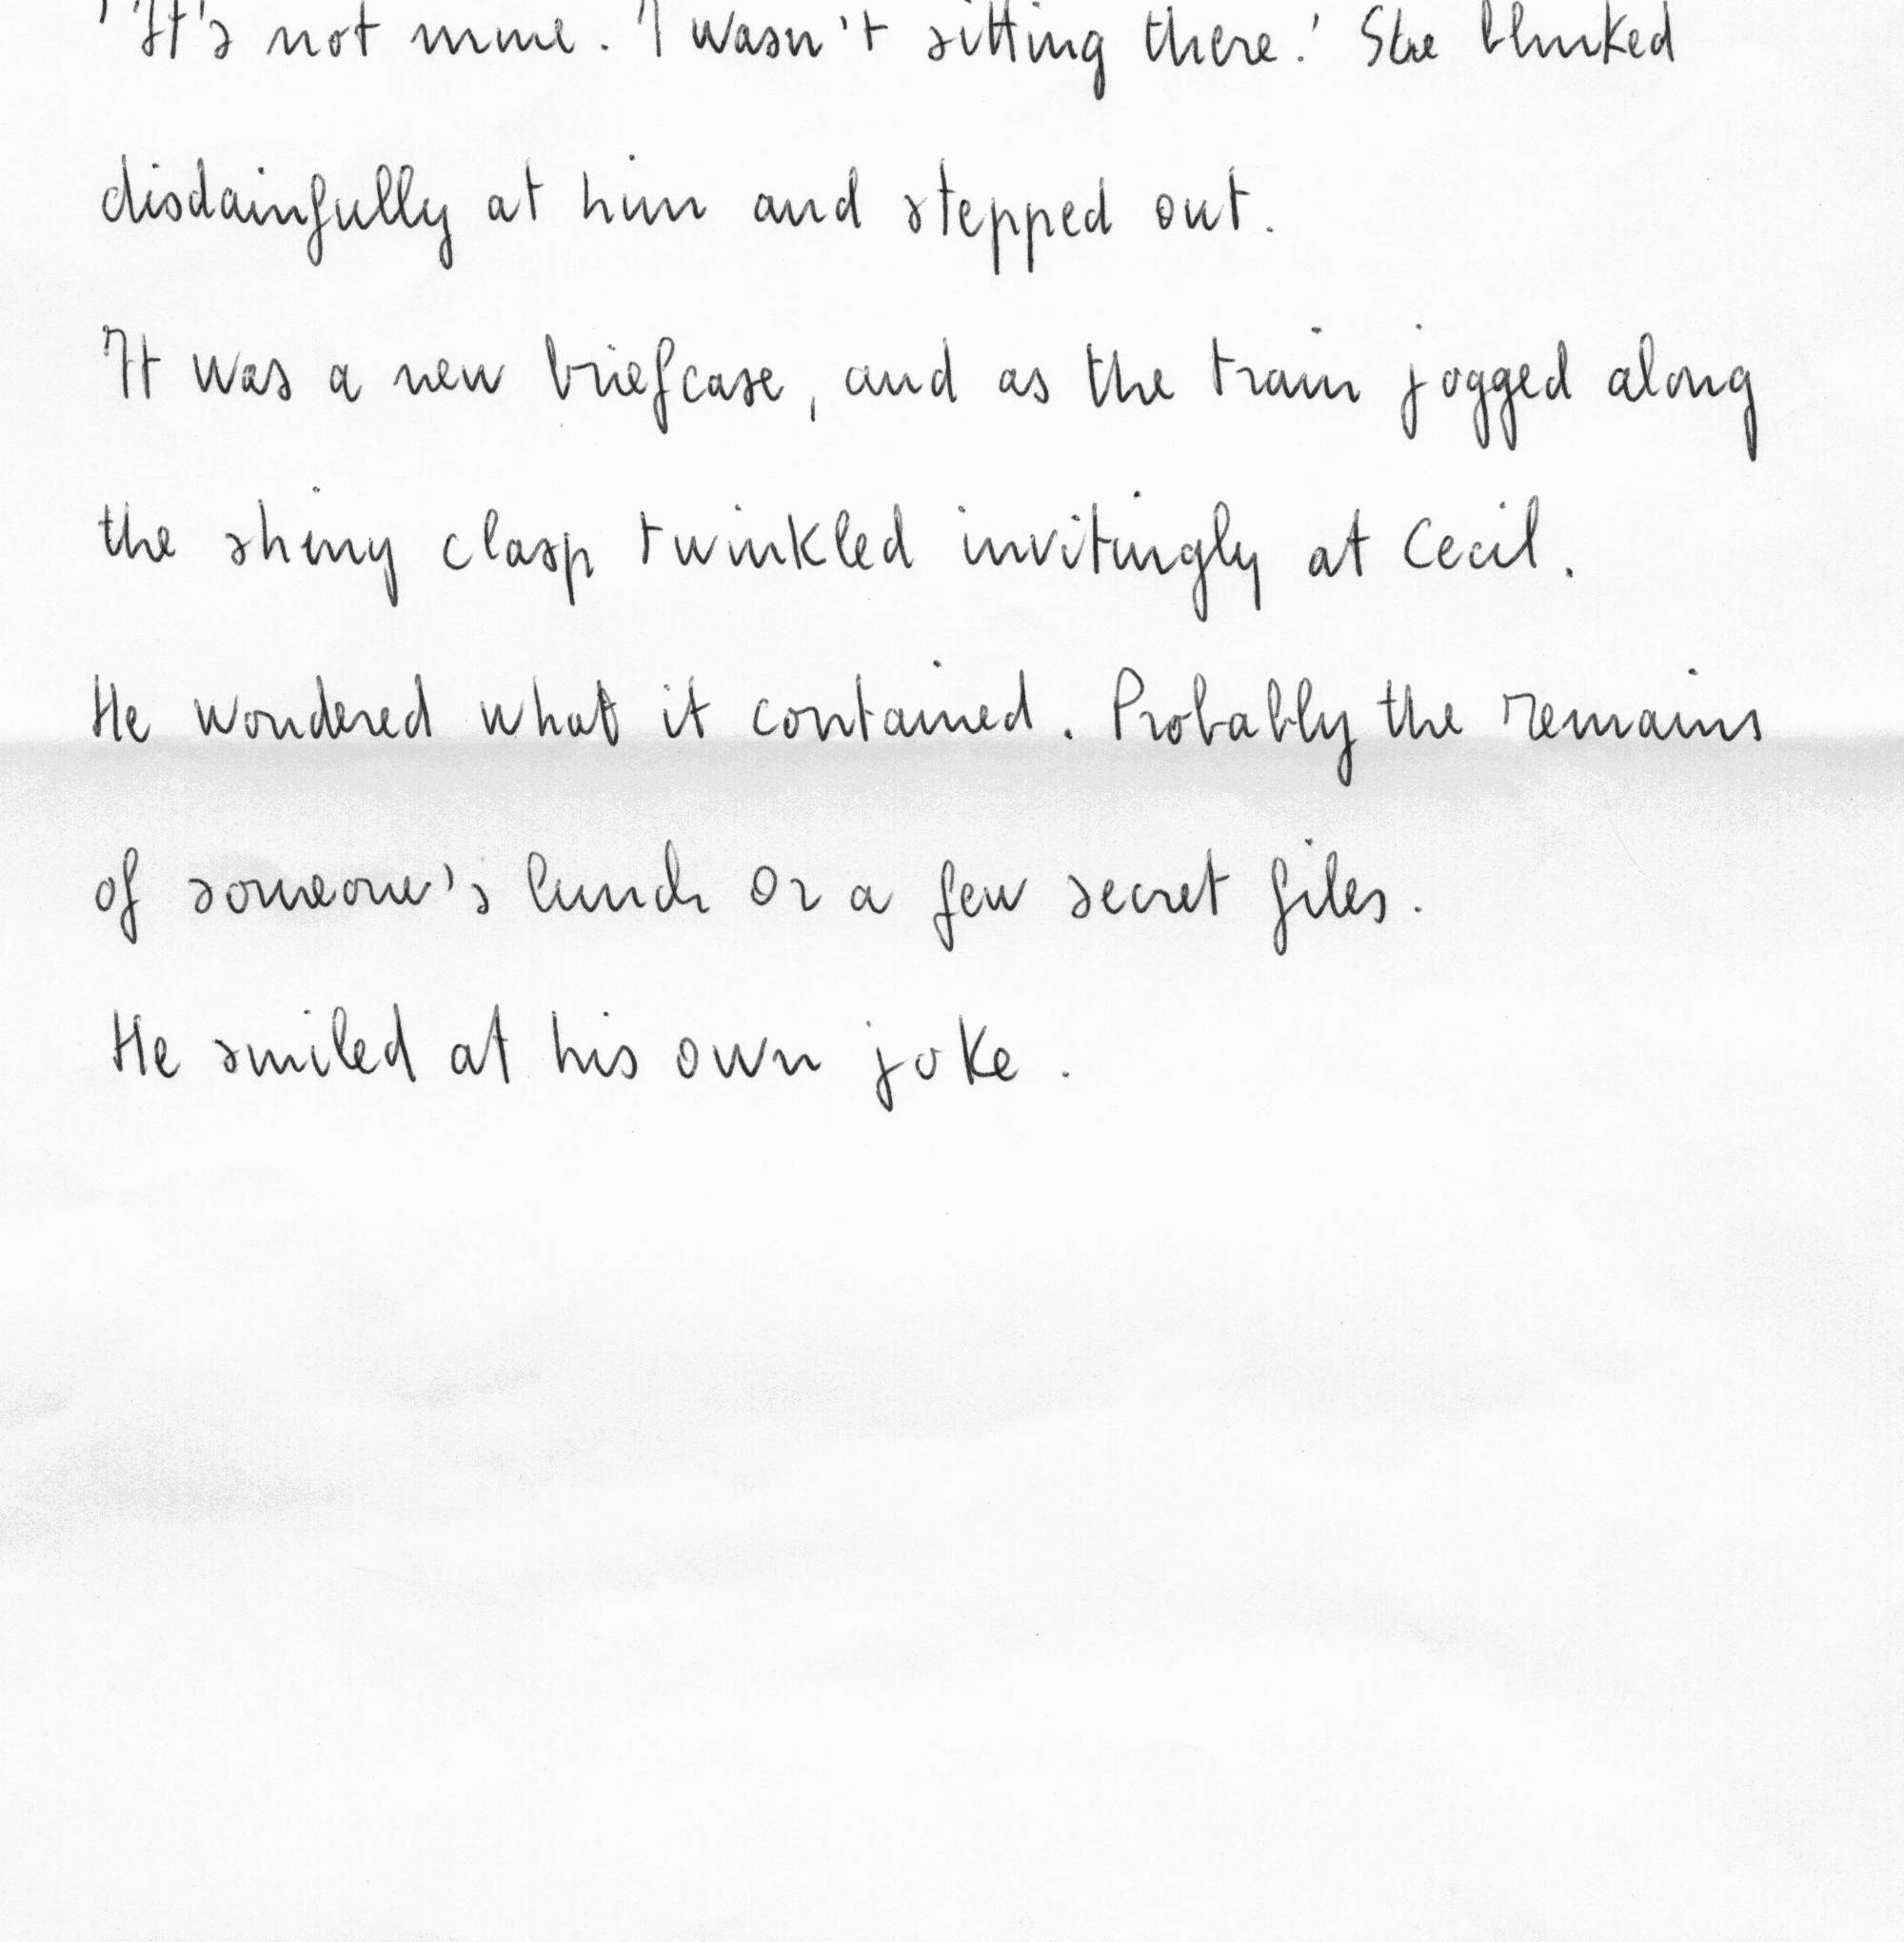 'It's not mine. I wasn't sitting there.' She blinked
disdainfully at him and stepped out.
It was a new briefcase, and as the train jogged along
the shiny clasp twinkled invitingly at Cecil.
He wondered what it contained. Probably the remains
of someone's lunch or a few secret files.
He smiled at his own joke.